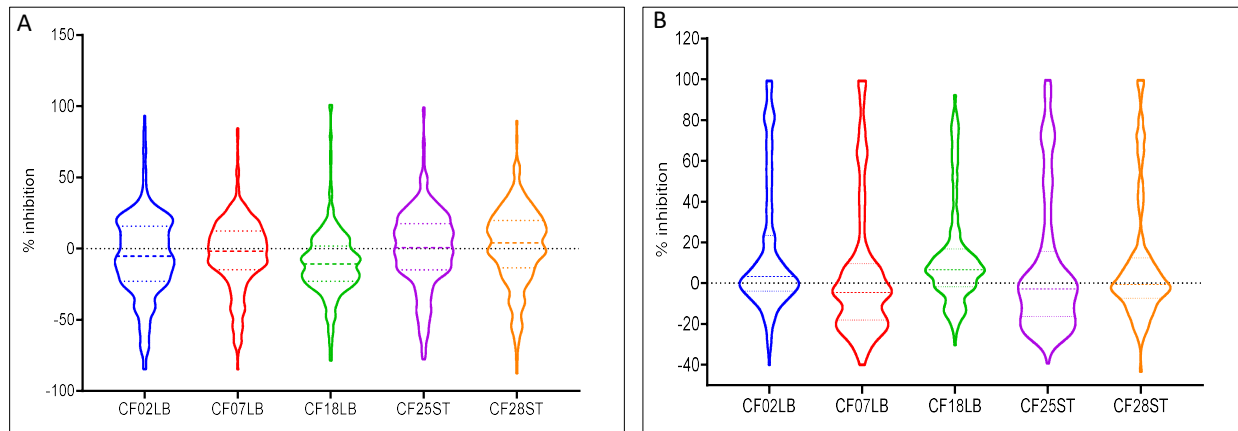 A
150
100
50
0
-50
-100
% inhibition
CF02LB CF07LB CF18LB CF25ST CF28ST
B
120
100
80
60
40
20
0
-20
-40
% inhibition
CF02LB CF07LB CF18LB CF25ST CF28ST